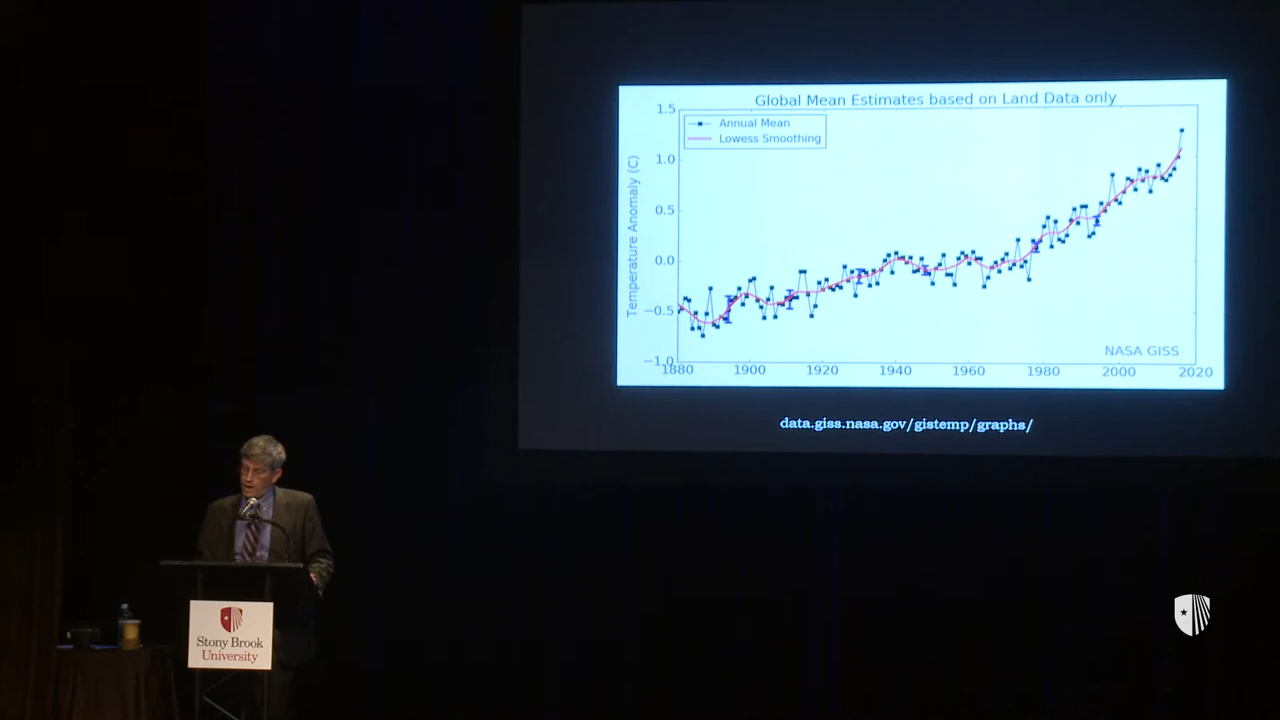 Global Mean Estimates based on Land Data only
1.5
Annual Mean
Lowess Smoothing
1.0
0.5
0.0
−0.5
−1.0
Temperature Anomaly (C)
NASA GISS
1880 1900 1920 1940 1960 1980 2000 2020
data.giss.nasa.gov/gistemp/graphs/
Stony Brook
University